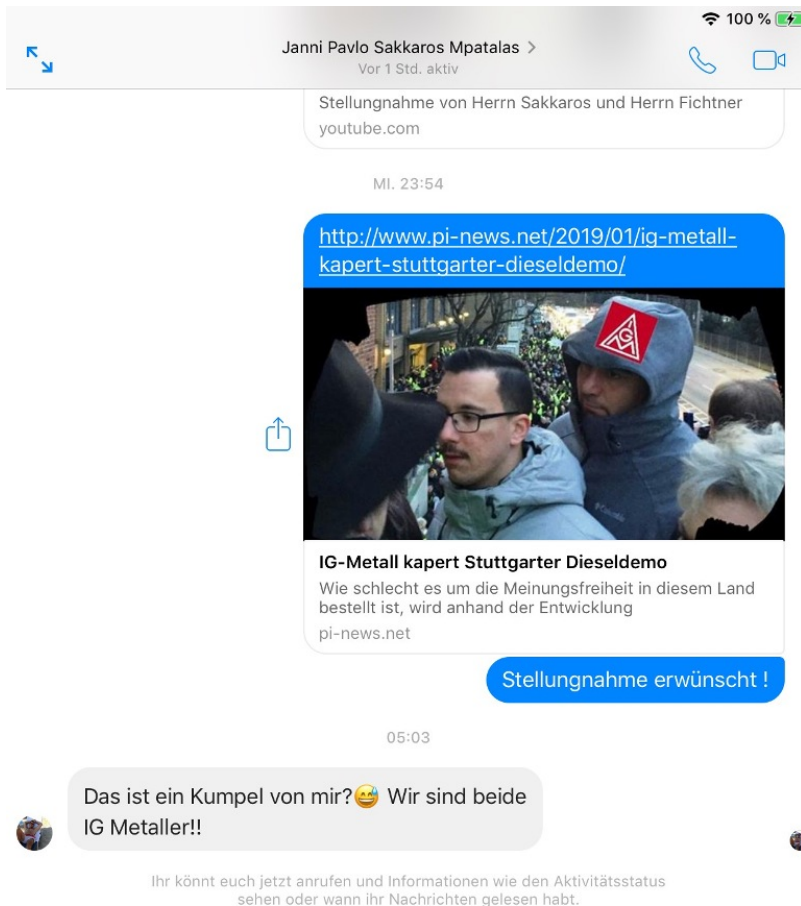 100 %
Janni Pavlo Sakkaros Mpatalas
Vor 1 Std. aktiv
Stellungnahme von Herrn Sakkaros und Herrn Fichtner
youtube.com
MI. 23:54
http://www.pi-news.net/2019/01/ig-metall-
kapert-stuttgarter-dieseldemo/
IGM
Columbia
IG-Metall kapert Stuttgarter Dieseldemo
Wie schlecht es um die Meinungsfreiheit in diesem Land
bestellt ist, wird anhand der Entwicklung
pi-news.net
Stellungnahme erwünscht !
05:03
Das ist ein Kumpel von mir?😅 Wir sind beide
IG Metaller!!
Ihr könnt euch jetzt anrufen und Informationen wie den Aktivitätsstatus
sehen oder wann ihr Nachrichten gelesen habt.